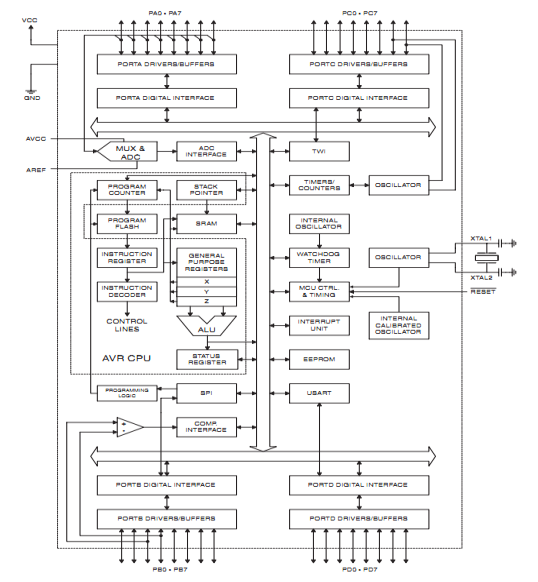 PA0 - PA7
PC0 - PC7
VCC
PORTA DRIVERS/BUFFERS
PORTC DRIVERS/BUFFERS
GND
PORTA DIGITAL INTERFACE
PORTC DIGITAL INTERFACE
AVCC
MUX &
ADC
ADC
INTERFACE
TWI
AREF
PROGRAM
COUNTER
STACK
POINTER
TIMERS/
COUNTERS
OSCILLATOR
PROGRAM
FLASH
SRAM
INTERNAL
OSCILLATOR
XTAL1
INSTRUCTION
REGISTER
GENERAL
PURPOSE
REGISTERS
WATCHDOG
TIMER
OSCILLATOR
XTAL2
X
INSTRUCTION
DECODER
Y
MCU CTRL.
& TIMING
RESET
Z
CONTROL
LINES
ALU
INTERRUPT
UNIT
INTERNAL
CALIBRATED
OSCILLATOR
AVR CPU
STATUS
REGISTER
EEPROM
PROGRAMMING
LOGIC
SPI
USART
+
-
COMP.
INTERFACE
PORTB DIGITAL INTERFACE
PORTD DIGITAL INTERFACE
PORTB DRIVERS/BUFFERS
PORTD DRIVERS/BUFFERS
PB0 - PB7
PD0 - PD7